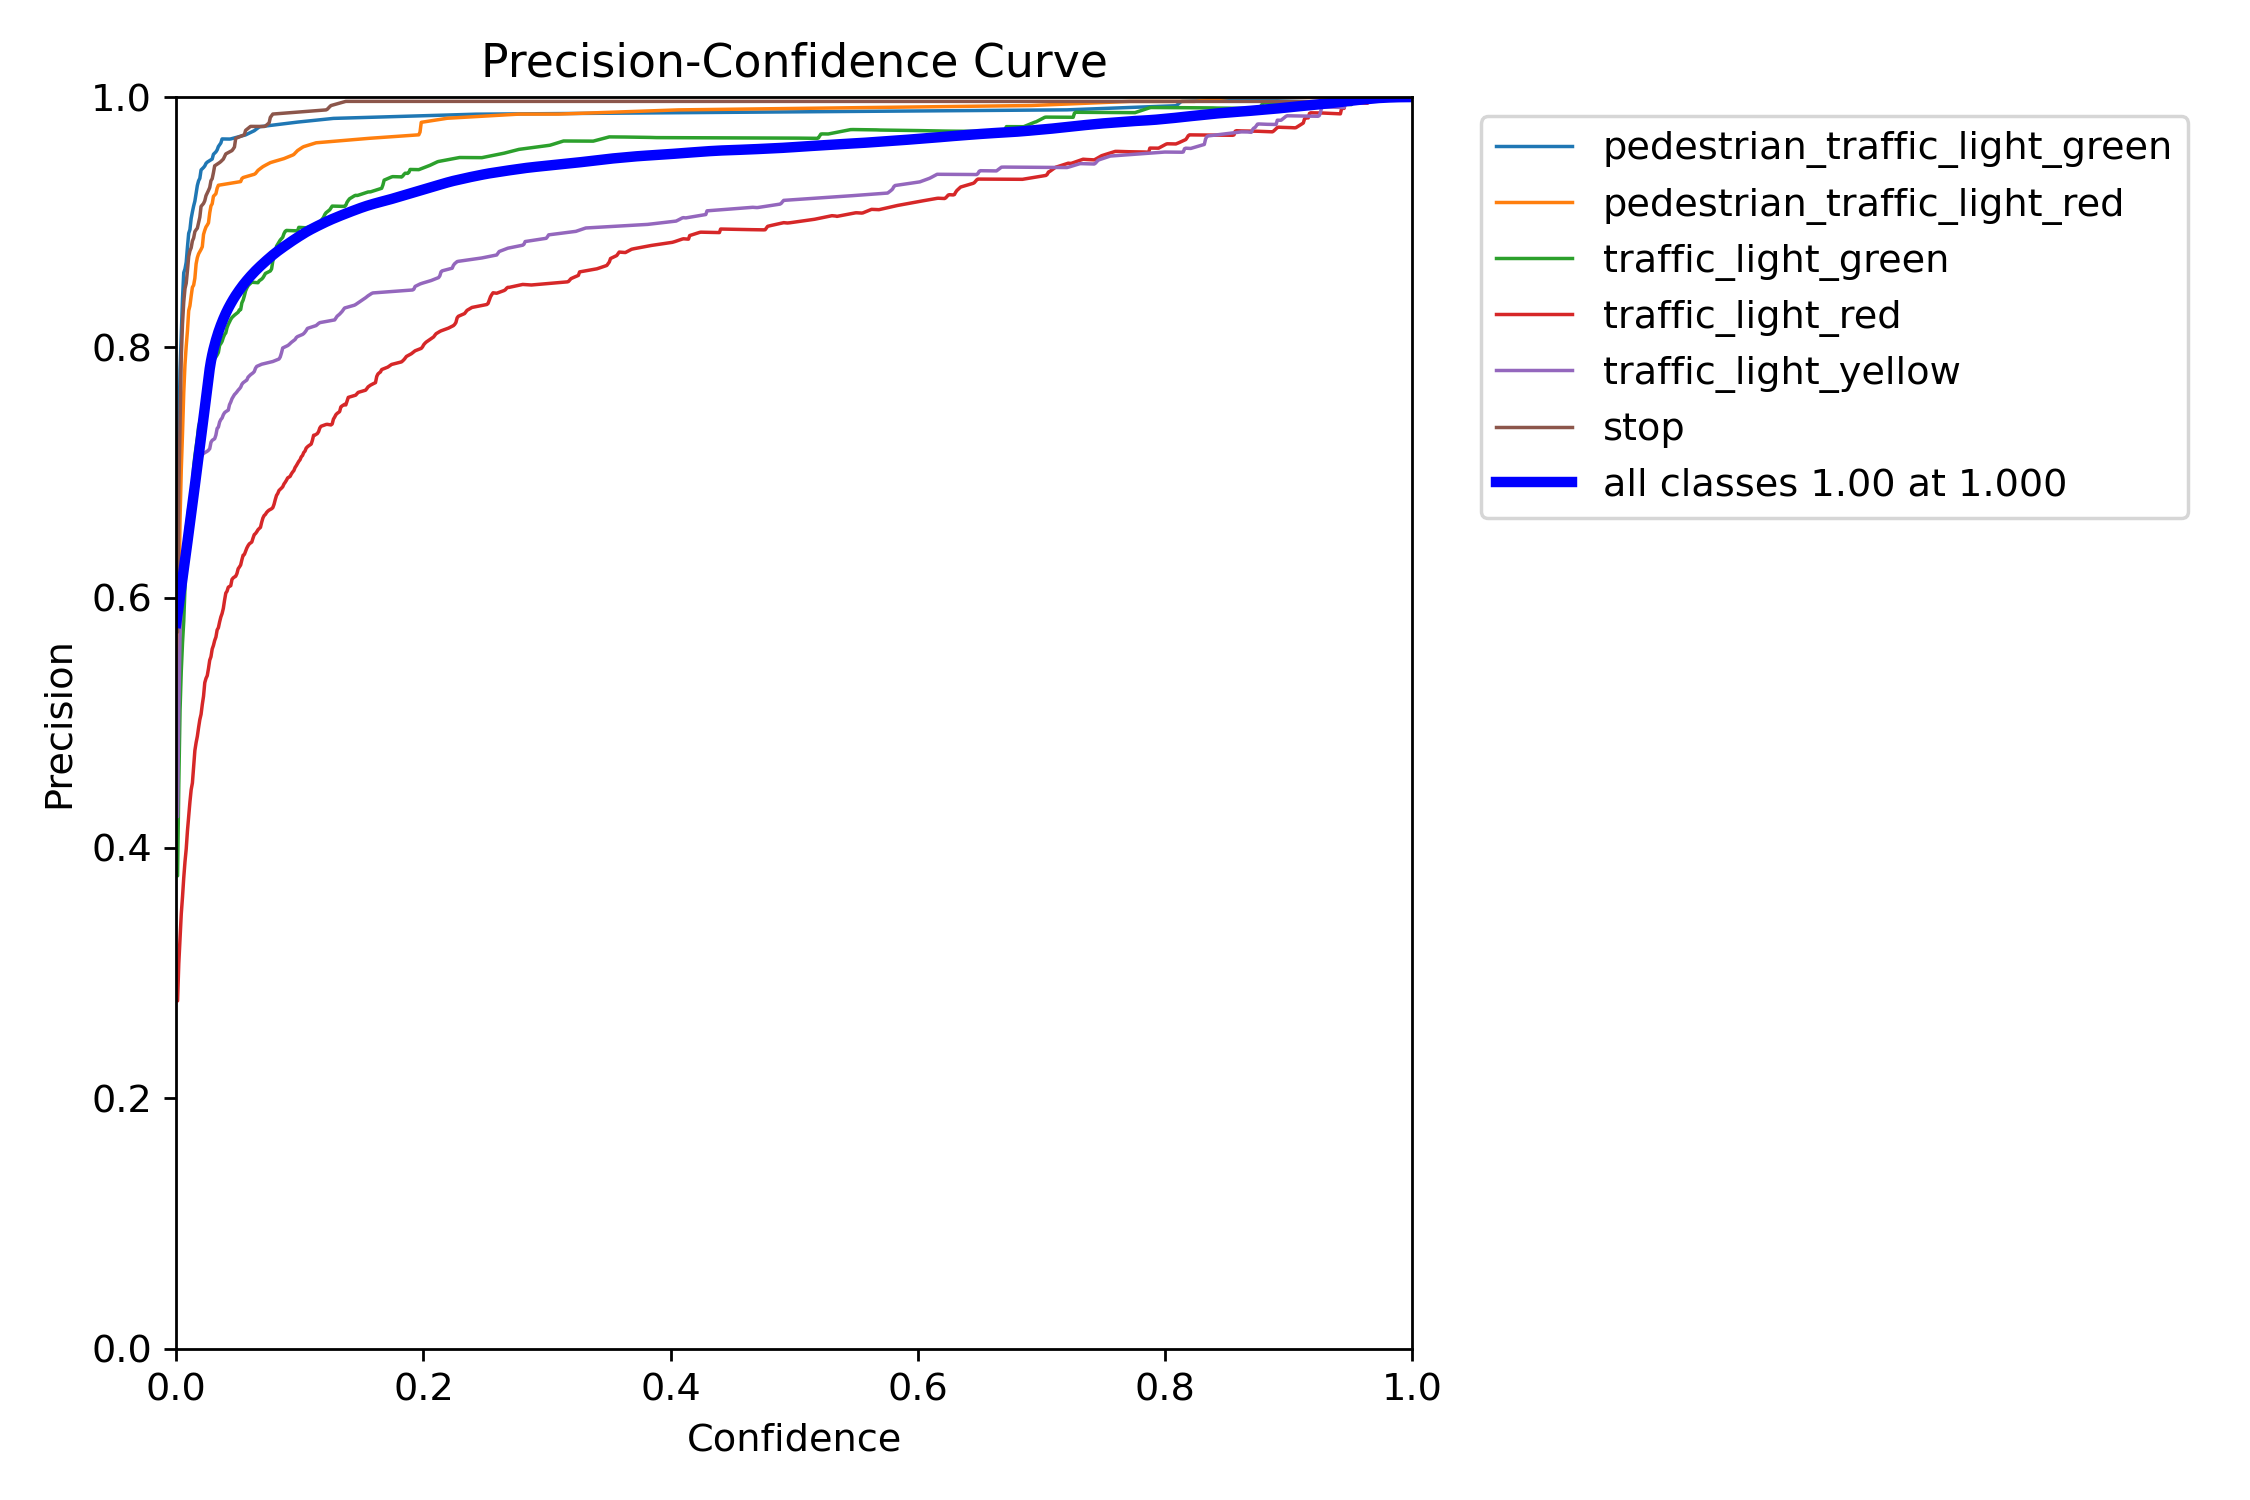 Precision-Confidence Curve
1.0
0.8
0.6
0.4
0.2
0.0
Precision
0.0 0.2 0.4 0.6 0.8 1.0
Confidence
pedestrian_traffic_light_green
pedestrian_traffic_light_red
traffic_light_green
traffic_light_red
traffic_light_yellow
stop
all classes 1.00 at 1.000